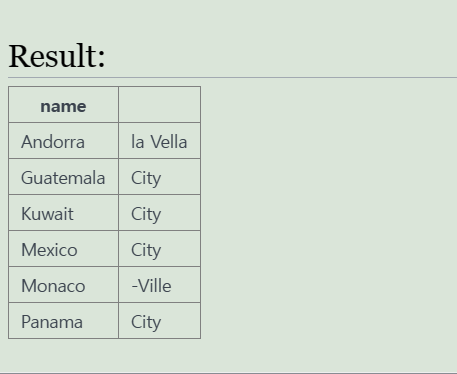 Result:
name
Andorra la Vella
Guatemala City
Kuwait City
Mexico City
Monaco -Ville
Panama City